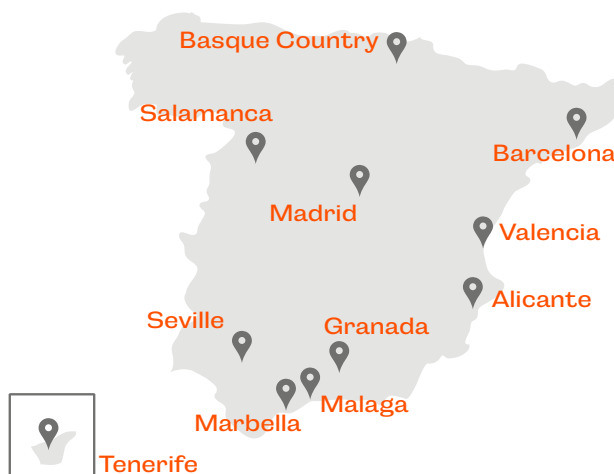 Basque Country
Salamanca
Barcelona
Madrid
Valencia
Alicante
Seville
Granada
Malaga
Marbella
Tenerife